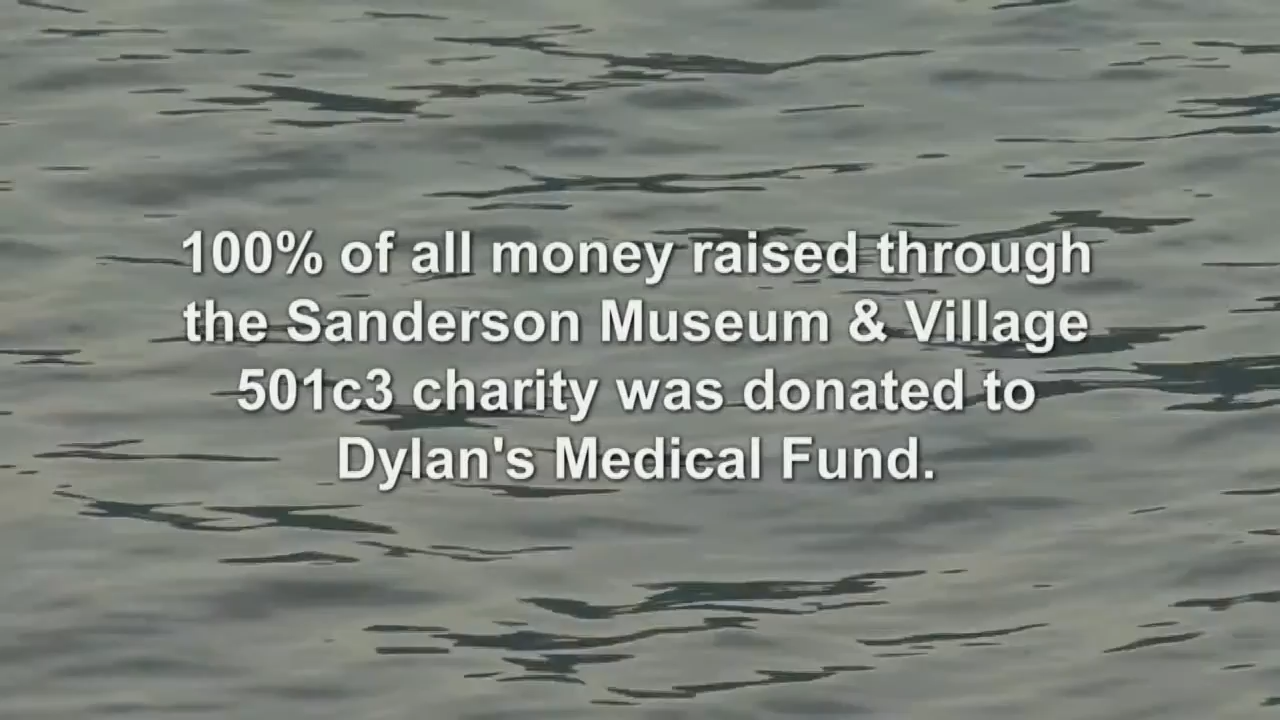 100% of all money raised through
the Sanderson Museum & Village
501c3 charity was donated to
Dylan's Medical Fund.